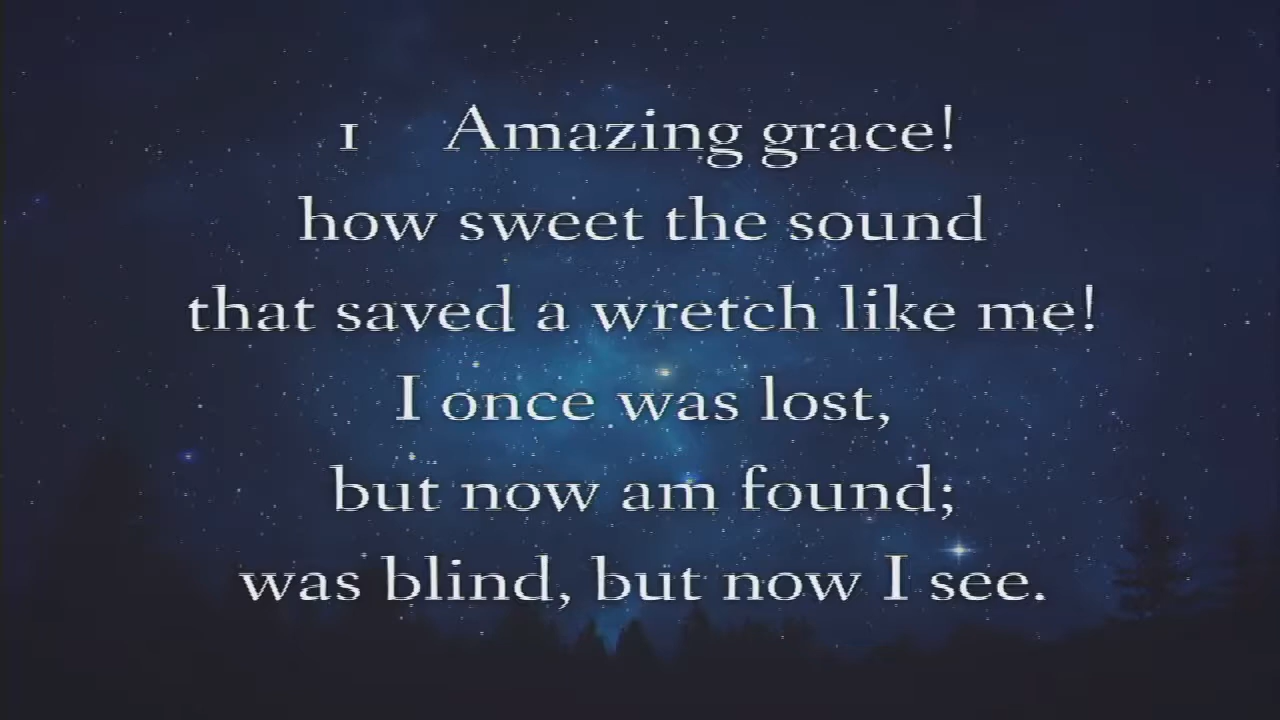 1 Amazing grace!
how sweet the sound
that saved a wretch like me!
I once was lost,
but now am found;
was blind, but now I see.